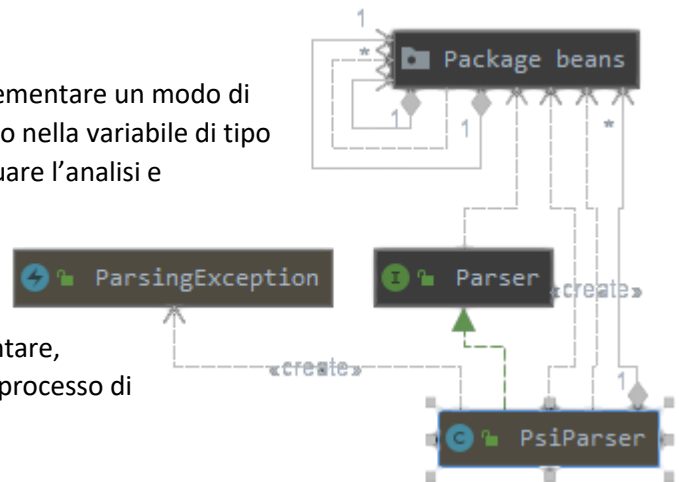 1
Package beans
*
ementare un modo di
1
1
*
o nella variabile di tipo
uare l’analisi e
ParsingException
Parser
«create»
ntare,
«create»
processo di
1
PsiParser